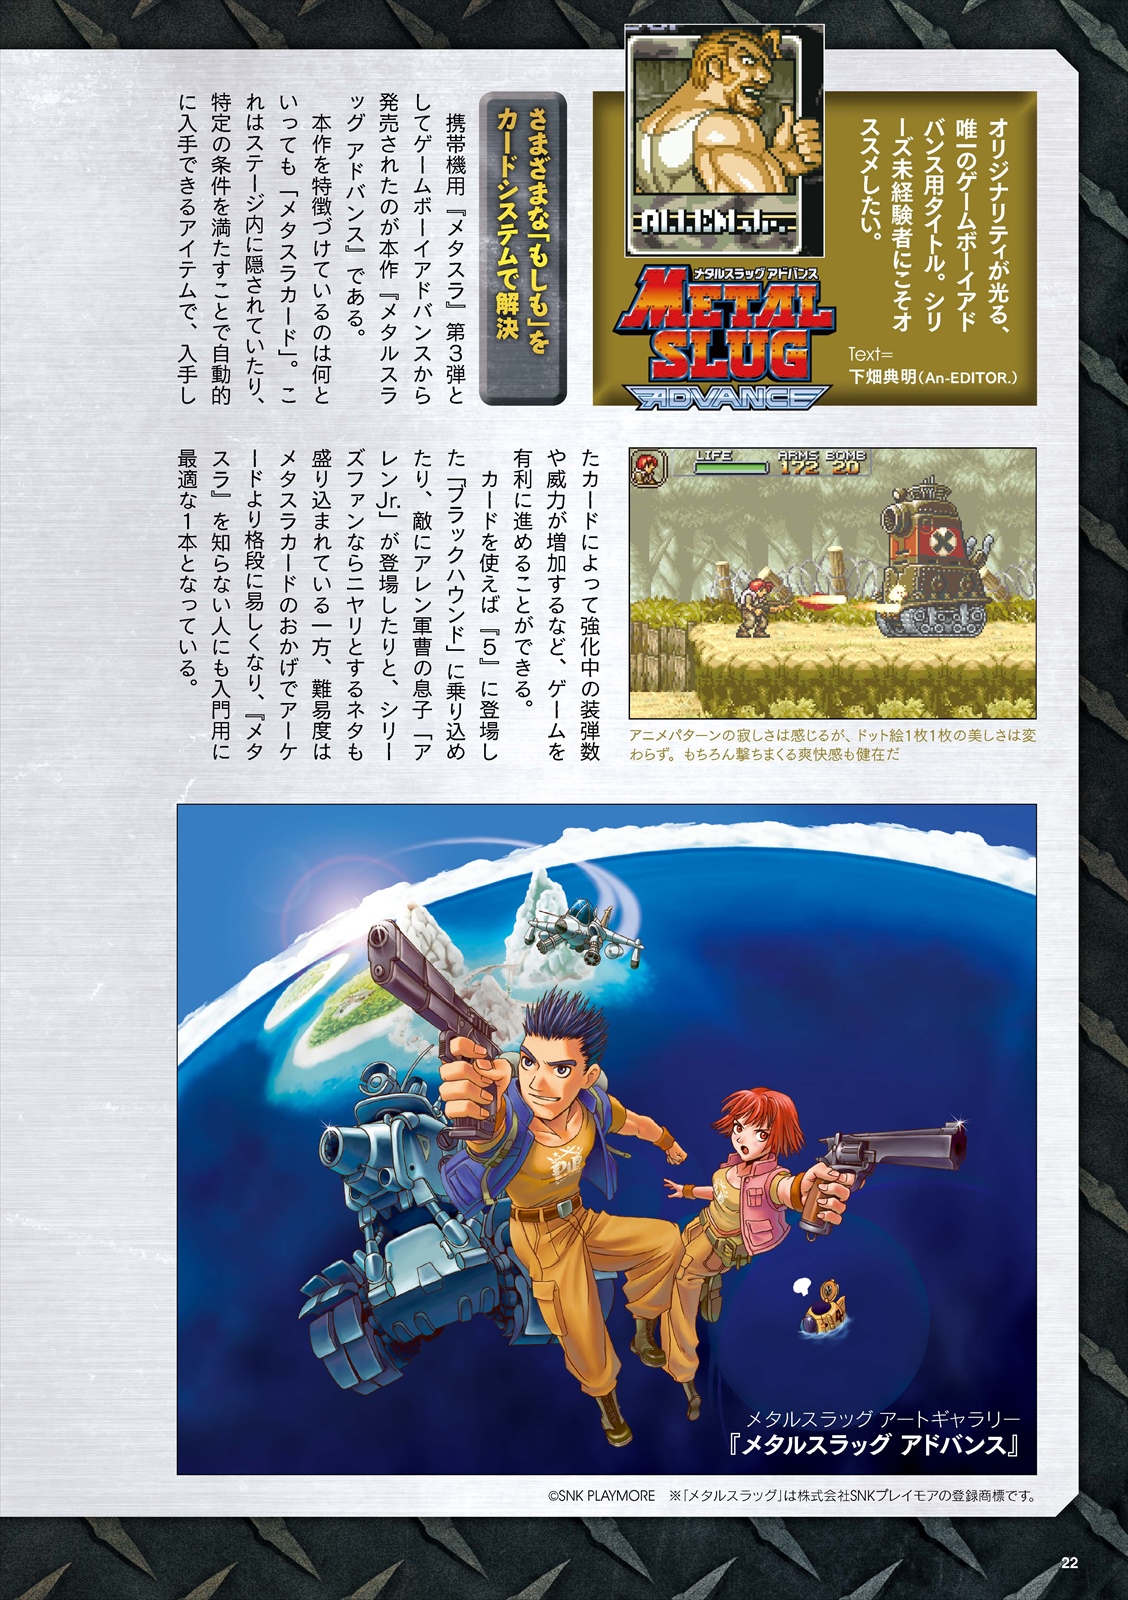 オリジナリティが光る、
唯一のゲームボーイアド
バンス用タイトル。シリ
ーズ未経験者にこそオ
ススメしたい。
Text=
下畑典明(An-EDITOR.)
ALLEN.Jr.
メタルスラッグ アドバンス
METAL
SLUG
ADVANCE
さまざまな「もしも」を
カードシステムで解決
携帯機用『メタスラ』第3弾と
してゲームボーイアドバンスから
発売されたのが本作『メタルスラ
ッグ アドバンス』である。
本作を特徴づけているのは何と
いっても「メタスラカード」。こ
れはステージ内に隠されていたり、
特定の条件を満たすことで自動的
に入手できるアイテムで、入手し
たカードによって強化中の装弾数
や威力が増加するなど、ゲームを
有利に進めることができる。
カードを使えば『5』に登場し
た「ブラックハウンド」に乗り込め
たり、敵にアレン軍曹の息子「ア
レンJr.」が登場したりと、シリー
ズファンならニヤリとするネタも
盛り込まれている一方、難易度は
メタスラカードのおかげでアーケ
ードより格段に易しくなり、『メタ
スラ』を知らない人にも入門用に
最適な1本となっている。
LIFE ARMS BOMB
172 20
アニメパターンの寂しさは感じるが、ドット絵1枚1枚の美しさは変
わらず。もちろん撃ちまくる爽快感も健在だ
メタルスラッグ アートギャラリー
『メタルスラッグ アドバンス』
©SNK PLAYMORE ※「メタルスラッグ」は株式会社SNKプレイモアの登録商標です。
22